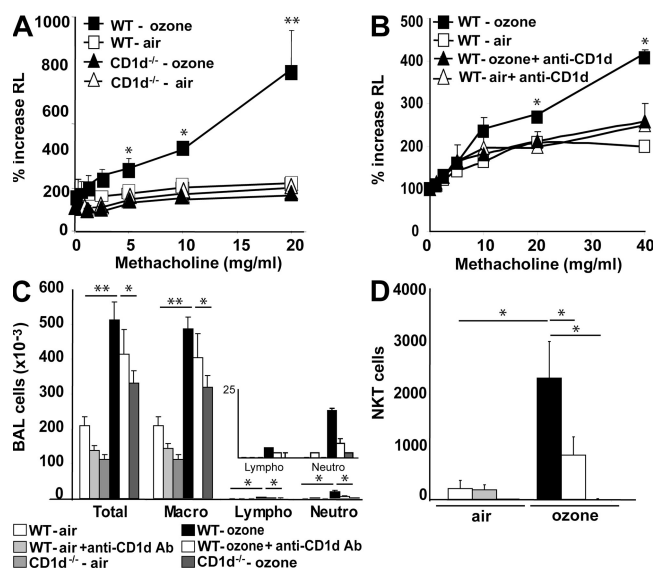 A
WT - ozone
WT - air
CD1d-/- - ozone
CD1d-/- - air
**
*
*
% increase RL
1000
800
600
400
200
0
0 5 10 15 20
Methacholine (mg/ml)
B
WT - ozone
WT - air
WT - ozone+ anti-CD1d
WT - air+ anti-CD1d
*
*
% increase RL
500
400
300
200
100
0
0 10 20 30 40
Methacholine (mg/ml)
C
** *
** *
BAL cells (x10-3)
600
500
400
300
200
100
0
25
Lympho Neutro
* *
* *
Total Macro Lympho Neutro
WT-air
WT-ozone
WT-air+anti-CD1d Ab
WT-ozone+ anti-CD1d Ab
CD1d-/- - air
CD1d-/- - ozone
D
* *
*
NKT cells
4000
3000
2000
1000
0
air ozone